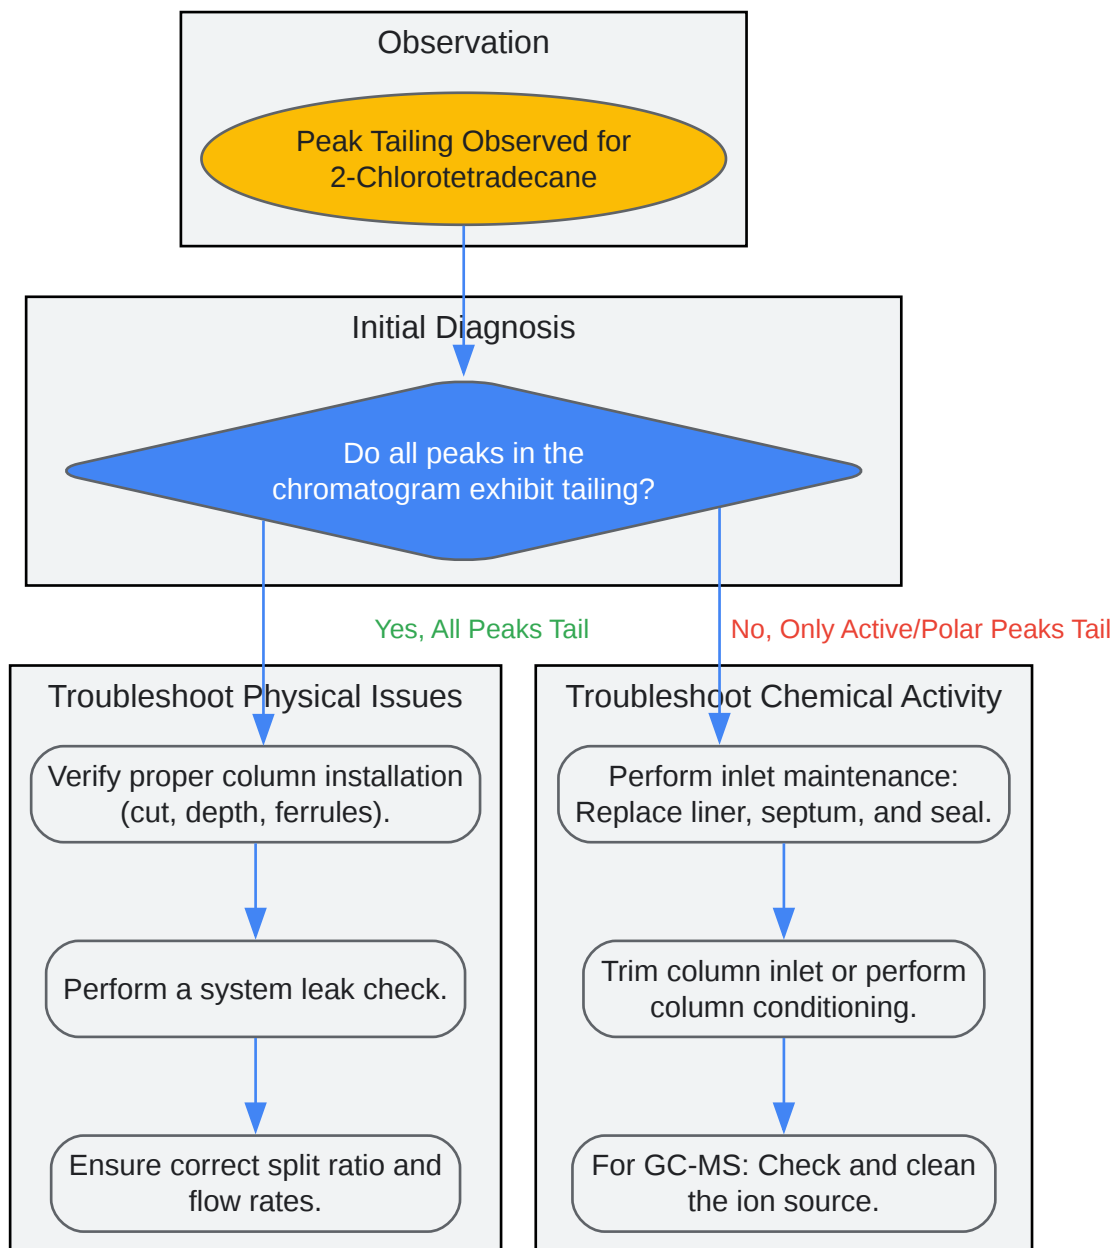 Observation
Peak Tailing Observed for
2-Chlorotetradecane
Initial Diagnosis
Do all peaks in the
chromatogram exhibit tailing?
Yes, All Peaks Tail
No, Only Active/Polar Peaks Tail
Troubleshoot Physical Issues
Verify proper column installation
(cut, depth, ferrules).
Perform a system leak check.
Ensure correct split ratio and
flow rates.
Troubleshoot Chemical Activity
Perform inlet maintenance:
Replace liner, septum, and seal.
Trim column inlet or perform
column conditioning.
For GC-MS: Check and clean
the ion source.